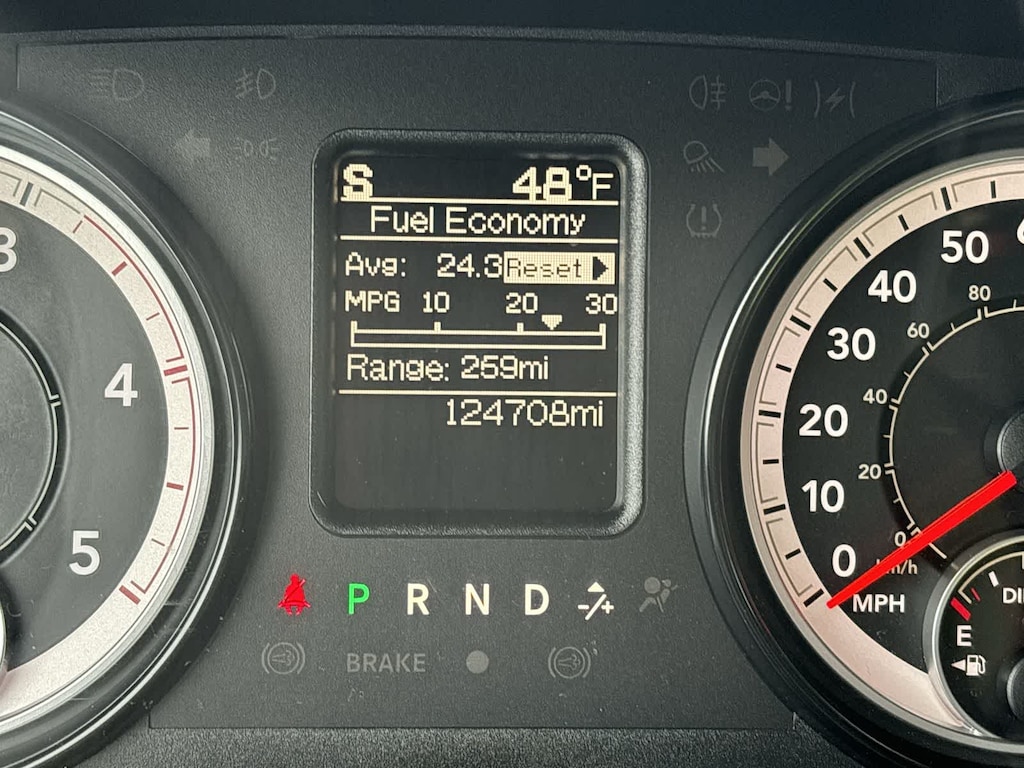 S 48°F
Fuel Economy
Avg: 24.3 Reset
MPG 10 20 30
Range: 259mi
124708mi
3
4
5
50
40
30
20
10
0
MPH
80
60
40
20
0
km/h
P R N D -/+
BRAKE
E